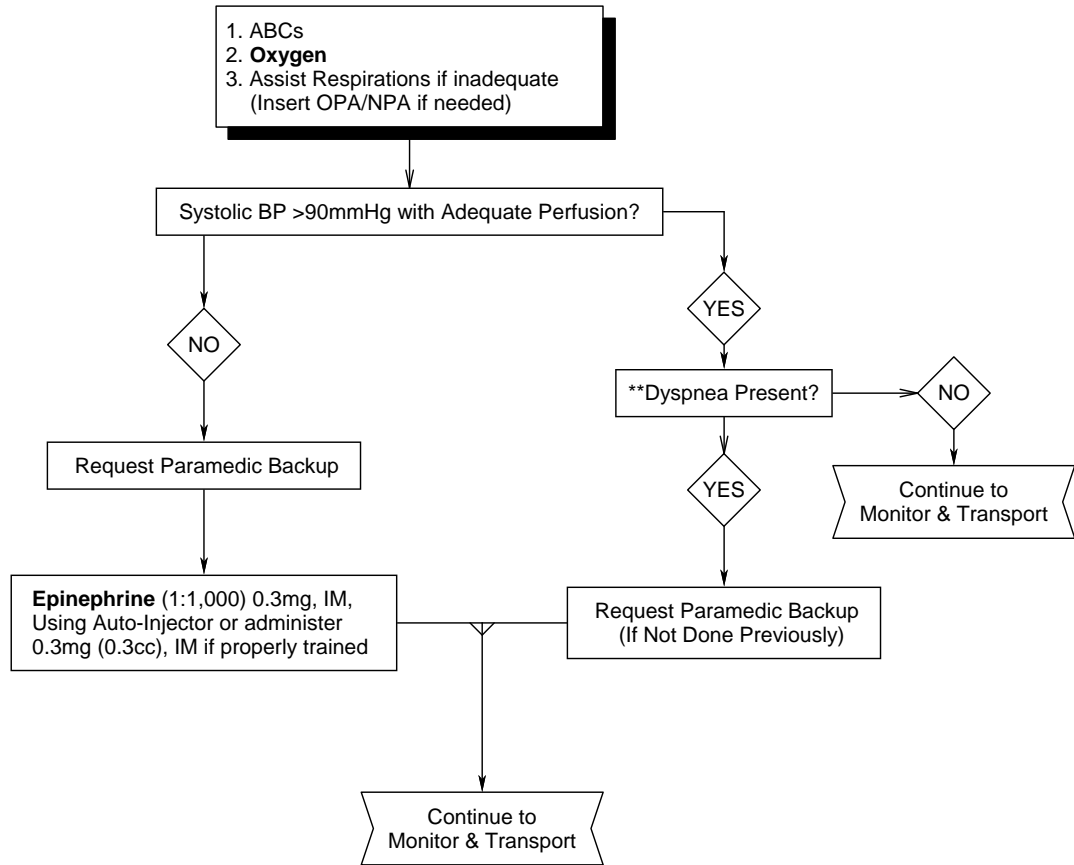 1. ABCs
2. Oxygen
3. Assist Respirations if inadequate
(Insert OPA/NPA if needed)
Systolic BP >90mmHg with Adequate Perfusion?
YES
NO
**Dyspnea Present?
NO
Request Paramedic Backup
YES
Continue to
Monitor & Transport
Epinephrine (1:1,000) 0.3mg, IM,
Using Auto-Injector or administer
0.3mg (0.3cc), IM if properly trained
Request Paramedic Backup
(If Not Done Previously)
Continue to
Monitor & Transport